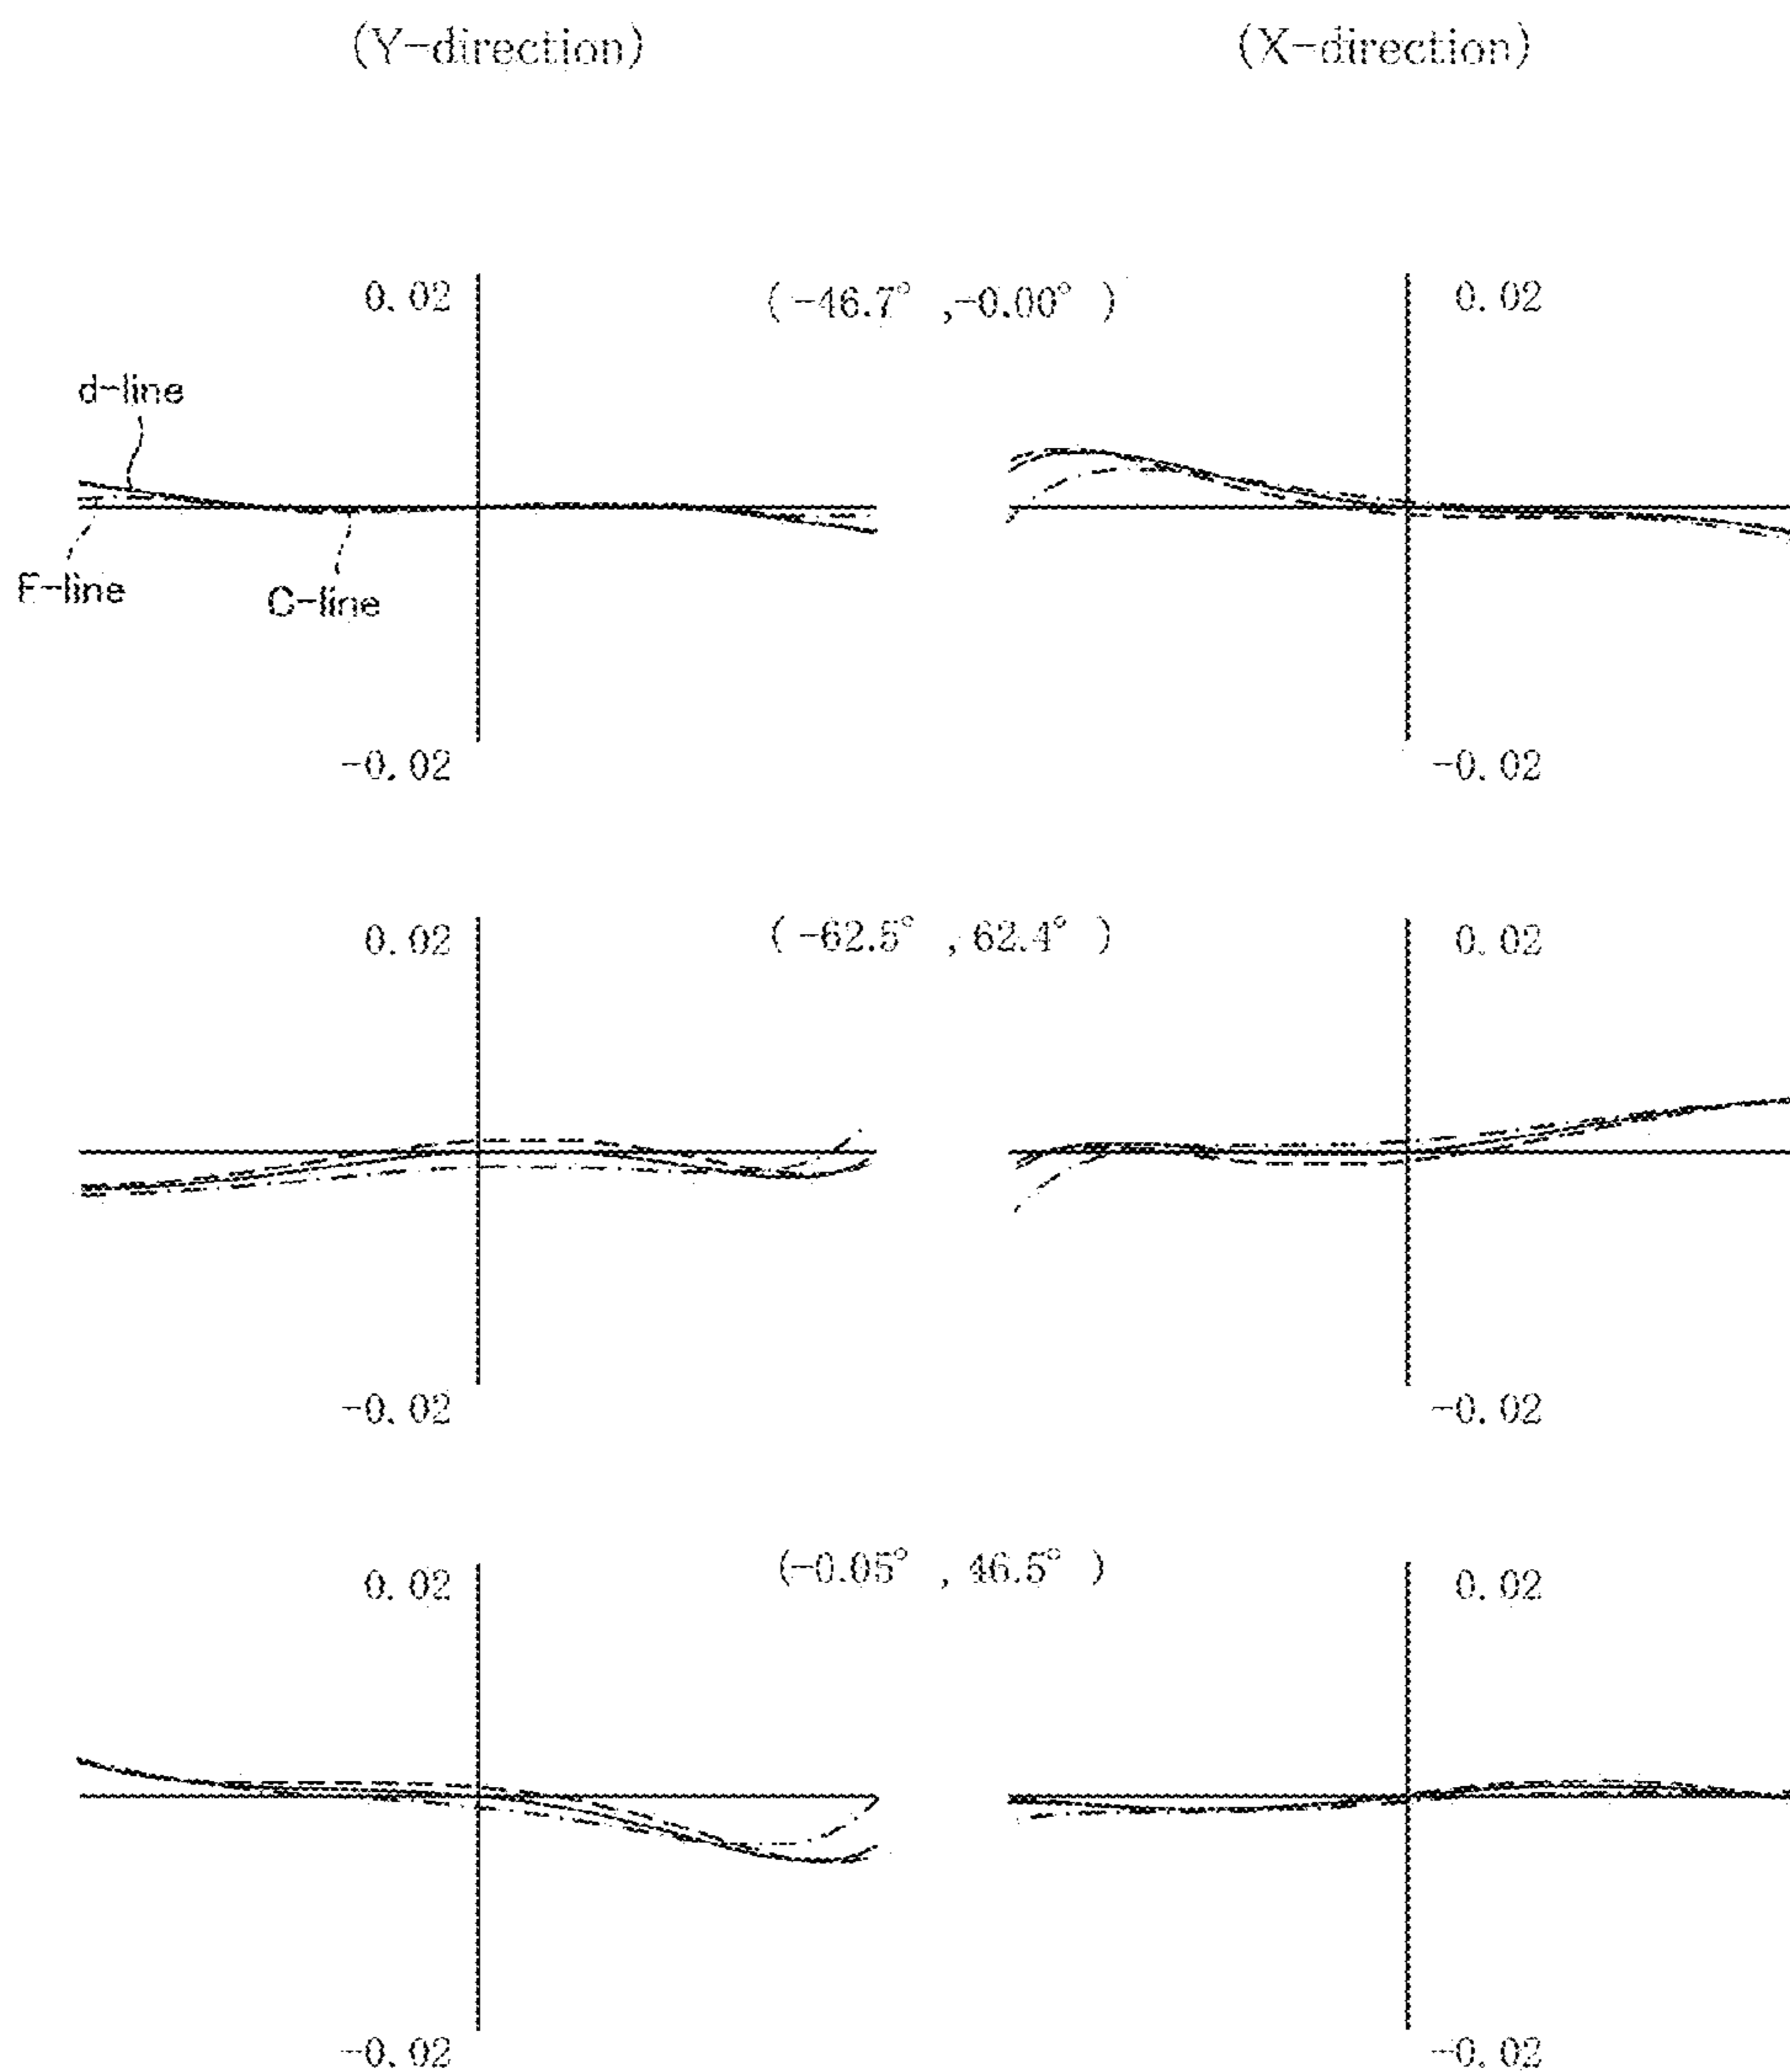 (Y-direction) (X-direction)
0.02 (-46.7° ,-0.00° ) 0.02
d-line
F-line C-line
-0.02 -0.02
0.02 (-62.5° , 62.4° ) 0.02
-0.02 -0.02
0.02 (-0.05° , 46.5° ) 0.02
-0.02 -0.02